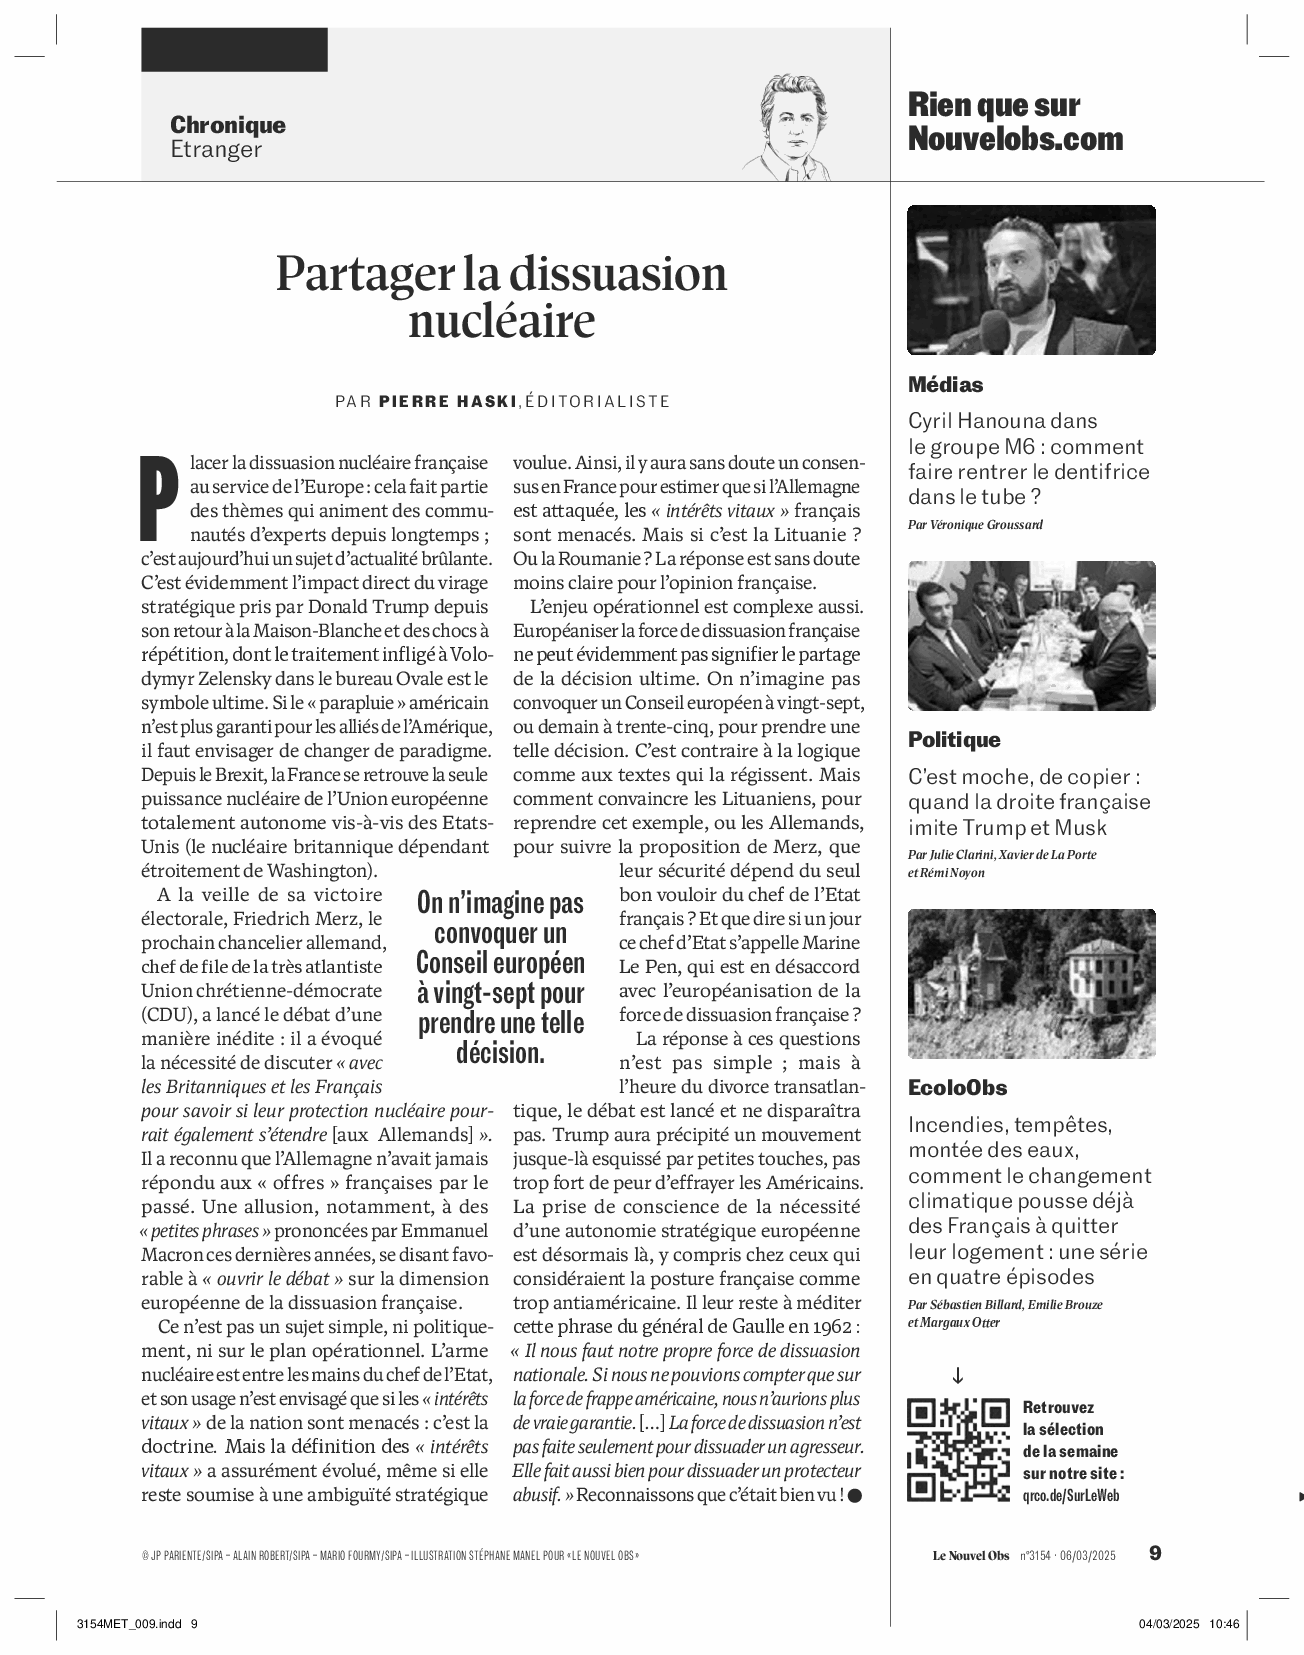 Chronique
Etranger
Partager la dissuasion
nucléaire
PAR PIERRE HASKI, ÉDITORIALISTE
Placer la dissuasion nucléaire française
au service de l'Europe : cela fait partie
des thèmes qui animent des commu-
nautés d'experts depuis longtemps ;
c'est aujourd'hui un sujet d'actualité brûlante.
C'est évidemment l'impact direct du virage
stratégique pris par Donald Trump depuis
son retour à la Maison-Blanche et des chocs à
répétition, dont le traitement infligé à Volo-
dymyr Zelensky dans le bureau Ovale est le
symbole ultime. Si le « parapluie » américain
n'est plus garanti pour les alliés de l'Amérique,
il faut envisager de changer de paradigme.
Depuis le Brexit, la France se retrouve la seule
puissance nucléaire de l'Union européenne
totalement autonome vis-à-vis des Etats-
Unis (le nucléaire britannique dépendant
étroitement de Washington).
A la veille de sa victoire
électorale, Friedrich Merz, le
prochain chancelier allemand,
chef de file de la très atlantiste
Union chrétienne-démocrate
(CDU), a lancé le débat d'une
manière inédite : il a évoqué
la nécessité de discuter « avec
les Britanniques et les Français
pour savoir si leur protection nucléaire pour-
rait également s'étendre [aux Allemands] ».
Il a reconnu que l'Allemagne n'avait jamais
répondu aux « offres » françaises par le
passé. Une allusion, notamment, à des
« petites phrases » prononcées par Emmanuel
Macron ces dernières années, se disant favo-
rable à « ouvrir le débat » sur la dimension
européenne de la dissuasion française.
Ce n'est pas un sujet simple, ni politique-
ment, ni sur le plan opérationnel. L'arme
nucléaire est entre les mains du chef de l'Etat,
et son usage n'est envisagé que si les « intérêts
vitaux » de la nation sont menacés : c'est la
doctrine. Mais la définition des « intérêts
vitaux » a assurément évolué, même si elle
reste soumise à une ambiguïté stratégique
voulue. Ainsi, il y aura sans doute un consen-
sus en France pour estimer que si l'Allemagne
est attaquée, les « intérêts vitaux » français
sont menacés. Mais si c'est la Lituanie ?
Ou la Roumanie ? La réponse est sans doute
moins claire pour l'opinion française.
L'enjeu opérationnel est complexe aussi.
Européaniser la force de dissuasion française
ne peut évidemment pas signifier le partage
de la décision ultime. On n'imagine pas
convoquer un Conseil européen à vingt-sept,
ou demain à trente-cinq, pour prendre une
telle décision. C'est contraire à la logique
comme aux textes qui la régissent. Mais
comment convaincre les Lituaniens, pour
reprendre cet exemple, ou les Allemands,
pour suivre la proposition de Merz, que
leur sécurité dépend du seul
bon vouloir du chef de l'Etat
français ? Et que dire si un jour
ce chef d'Etat s'appelle Marine
Le Pen, qui est en désaccord
avec l'européanisation de la
force de dissuasion française ?
La réponse à ces questions
n'est pas simple ; mais à
l'heure du divorce transatlan-
tique, le débat est lancé et ne disparaîtra
pas. Trump aura précipité un mouvement
jusque-là esquissé par petites touches, pas
trop fort de peur d'effrayer les Américains.
La prise de conscience de la nécessité
d'une autonomie stratégique européenne
est désormais là, y compris chez ceux qui
considéraient la posture française comme
trop antiaméricaine. Il leur reste à méditer
cette phrase du général de Gaulle en 1962 :
« Il nous faut notre propre force de dissuasion
nationale. Si nous ne pouvions compter que sur
la force de frappe américaine, nous n'aurions plus
de vraie garantie. [...] La force de dissuasion n'est
pas faite seulement pour dissuader un agresseur.
Elle fait aussi bien pour dissuader un protecteur
abusif. » Reconnaissons que c'était bien vu !
On n'imagine pas
convoquer un
Conseil européen
à vingt-sept pour
prendre une telle
décision.
Rien que sur
Nouvelobs.com
Médias
Cyril Hanouna dans
le groupe M6 : comment
faire rentrer le dentifrice
dans le tube ?
Par Véronique Groussard
Politique
C'est moche, de copier :
quand la droite française
imite Trump et Musk
Par Julie Clarini, Xavier de La Porte
et Rémi Noyon
EcoloObs
Incendies, tempêtes,
montée des eaux,
comment le changement
climatique pousse déjà
des Français à quitter
leur logement : une série
en quatre épisodes
Par Sébastien Billard, Emilie Brouze
et Margaux Otter
Retrouvez
la sélection
de la semaine
sur notre site :
qrco.de/SurLeWeb
© JP PARIENTE/SIPA – ALAIN ROBERT/SIPA – MARIO FOURMY/SIPA – ILLUSTRATION STÉPHANE MANEL POUR «LE NOUVEL OBS»
Le Nouvel Obs n°3154 · 06/03/2025 9
3154MET_009.indd 9
04/03/2025 10:46